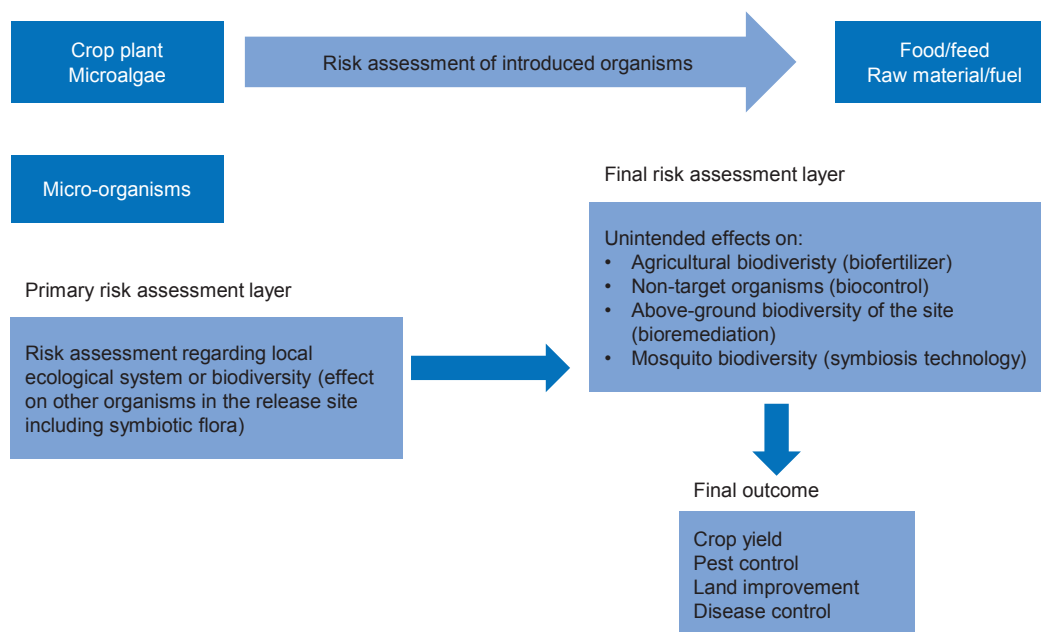 Crop plant
Microalgae
Risk assessment of introduced organisms
Food/feed
Raw material/fuel
Micro-organisms
Primary risk assessment layer
Risk assessment regarding local
ecological system or biodiversity (effect
on other organisms in the release site
including symbiotic flora)
Final risk assessment layer
Unintended effects on:
• Agricultural biodiveristy (biofertilizer)
• Non-target organisms (biocontrol)
• Above-ground biodiversity of the site
(bioremediation)
• Mosquito biodiversity (symbiosis technology)
Final outcome
Crop yield
Pest control
Land improvement
Disease control